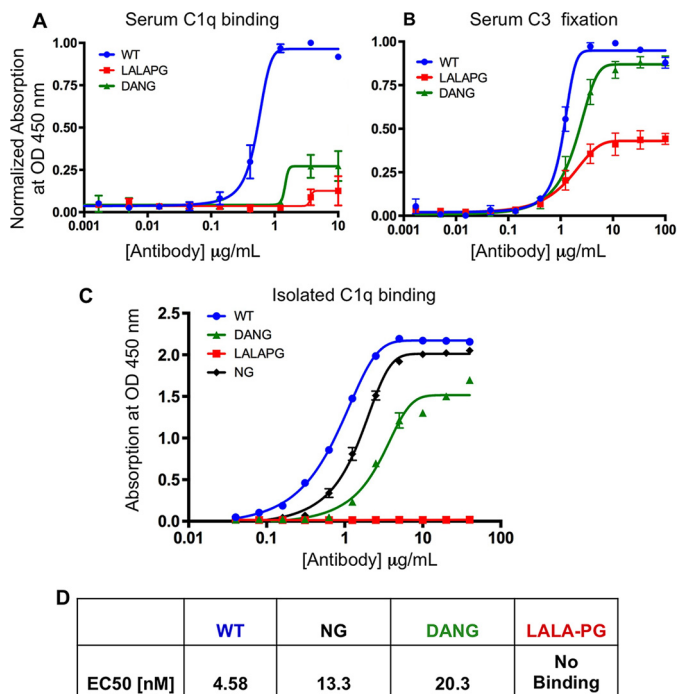 A
Serum C1q binding
Normalized Absorption
at OD 450 nm
1.00
0.75
0.50
0.25
0.00
WT
LALAPG
DANG
0.001
0.01
0.1
1
10
[Antibody] μg/mL
B
Serum C3 fixation
1.00
0.75
0.50
0.25
0.00
WT
LALAPG
DANG
0.001
0.01
0.1
1
10
100
[Antibody] μg/mL
C
Isolated C1q binding
Absorption at OD 450 nm
2.5
2.0
1.5
1.0
0.5
0.0
WT
DANG
LALAPG
NG
0.01
0.1
1
10
100
[Antibody] μg/mL
D
WT NG DANG LALA-PG
EC50 [nM] 4.58 13.3 20.3 No Binding